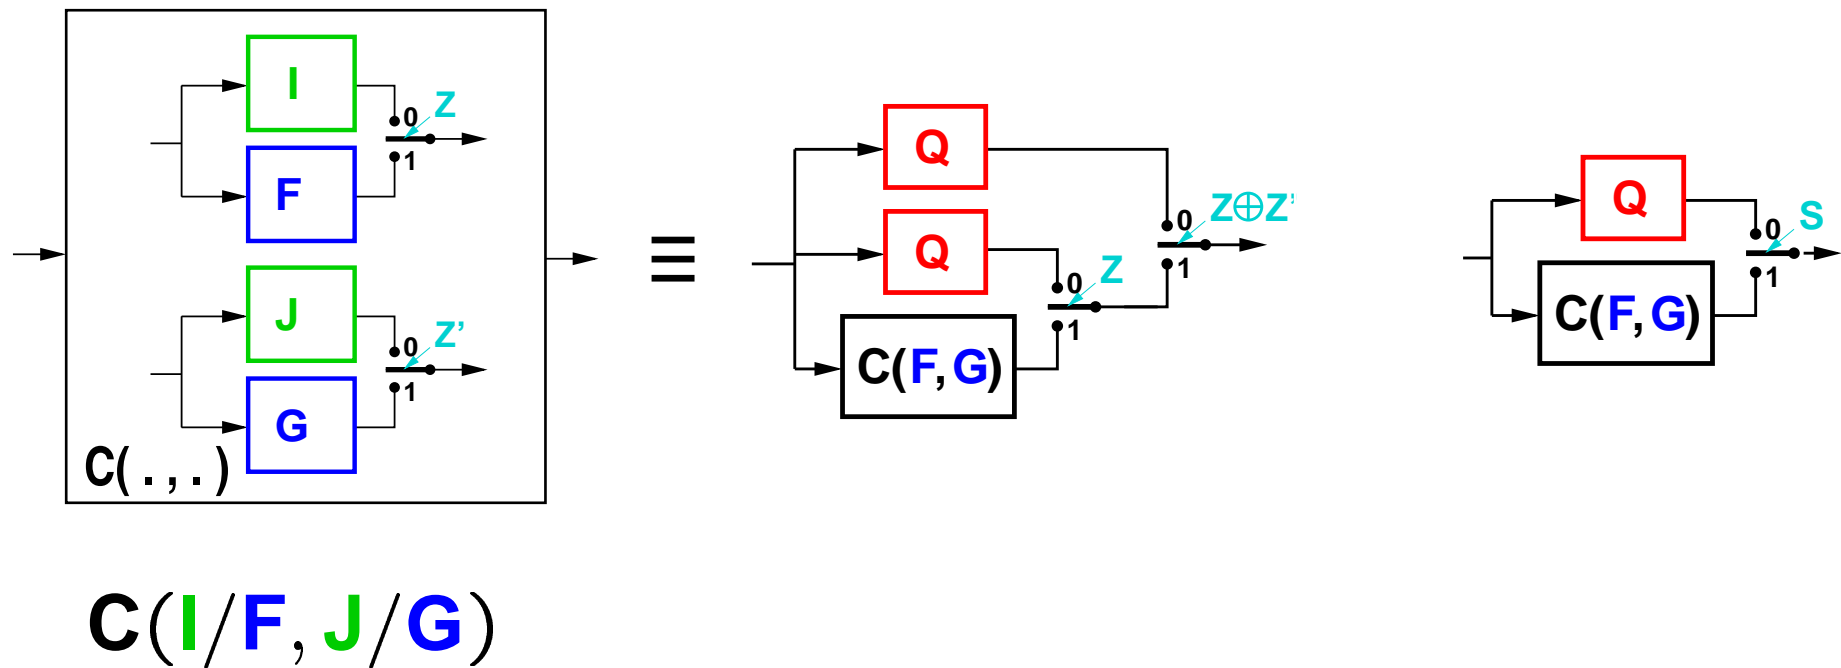 I
0
Z
1
F
J
0
Z’
1
G
C(.,.)
≡
Q
Q
0
Z⊕Z’
1
0
Z
1
C(F,G)
Q
0
S
1
C(F,G)
C(I/F,J/G)